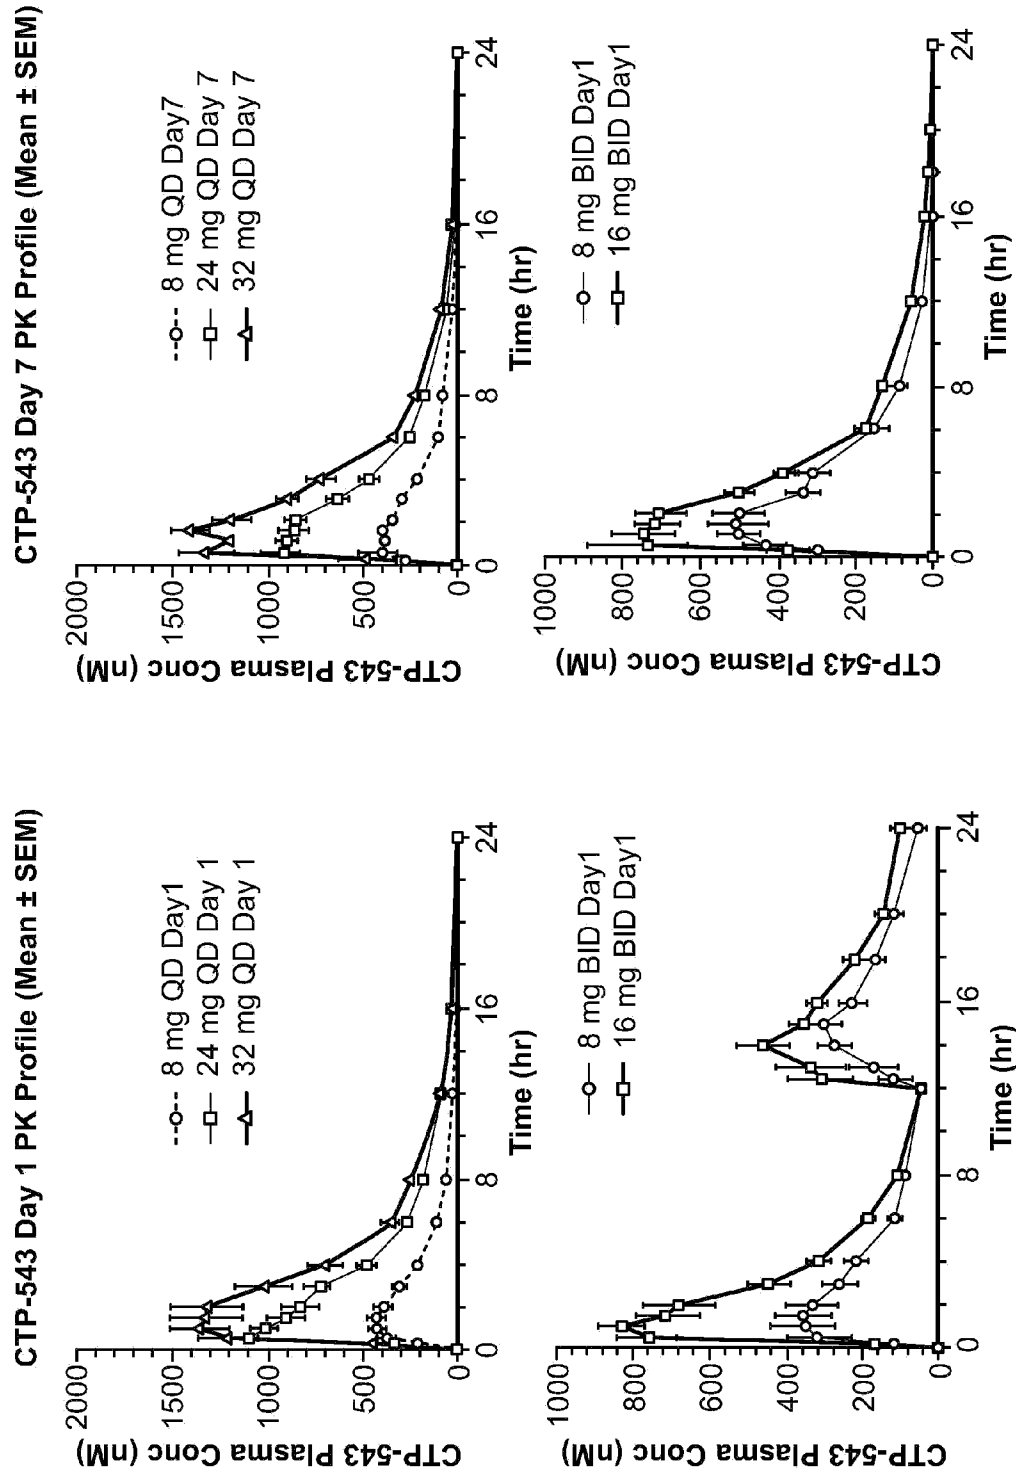 CTP-543 Day 1 PK Profile (Mean ± SEM)
CTP-543 Plasma Conc (nM)
2000
1500
1000
500
0
8 mg QD Day1
24 mg QD Day 1
32 mg QD Day 1
0 8 16 24
Time (hr)
CTP-543 Day 7 PK Profile (Mean ± SEM)
CTP-543 Plasma Conc (nM)
2000
1500
1000
500
0
8 mg QD Day7
24 mg QD Day 7
32 mg QD Day 7
0 8 16 24
Time (hr)
CTP-543 Plasma Conc (nM)
1000
800
600
400
200
0
8 mg BID Day1
16 mg BID Day1
0 8 16 24
Time (hr)
CTP-543 Plasma Conc (nM)
1000
800
600
400
200
0
8 mg BID Day1
16 mg BID Day1
0 8 16 24
Time (hr)